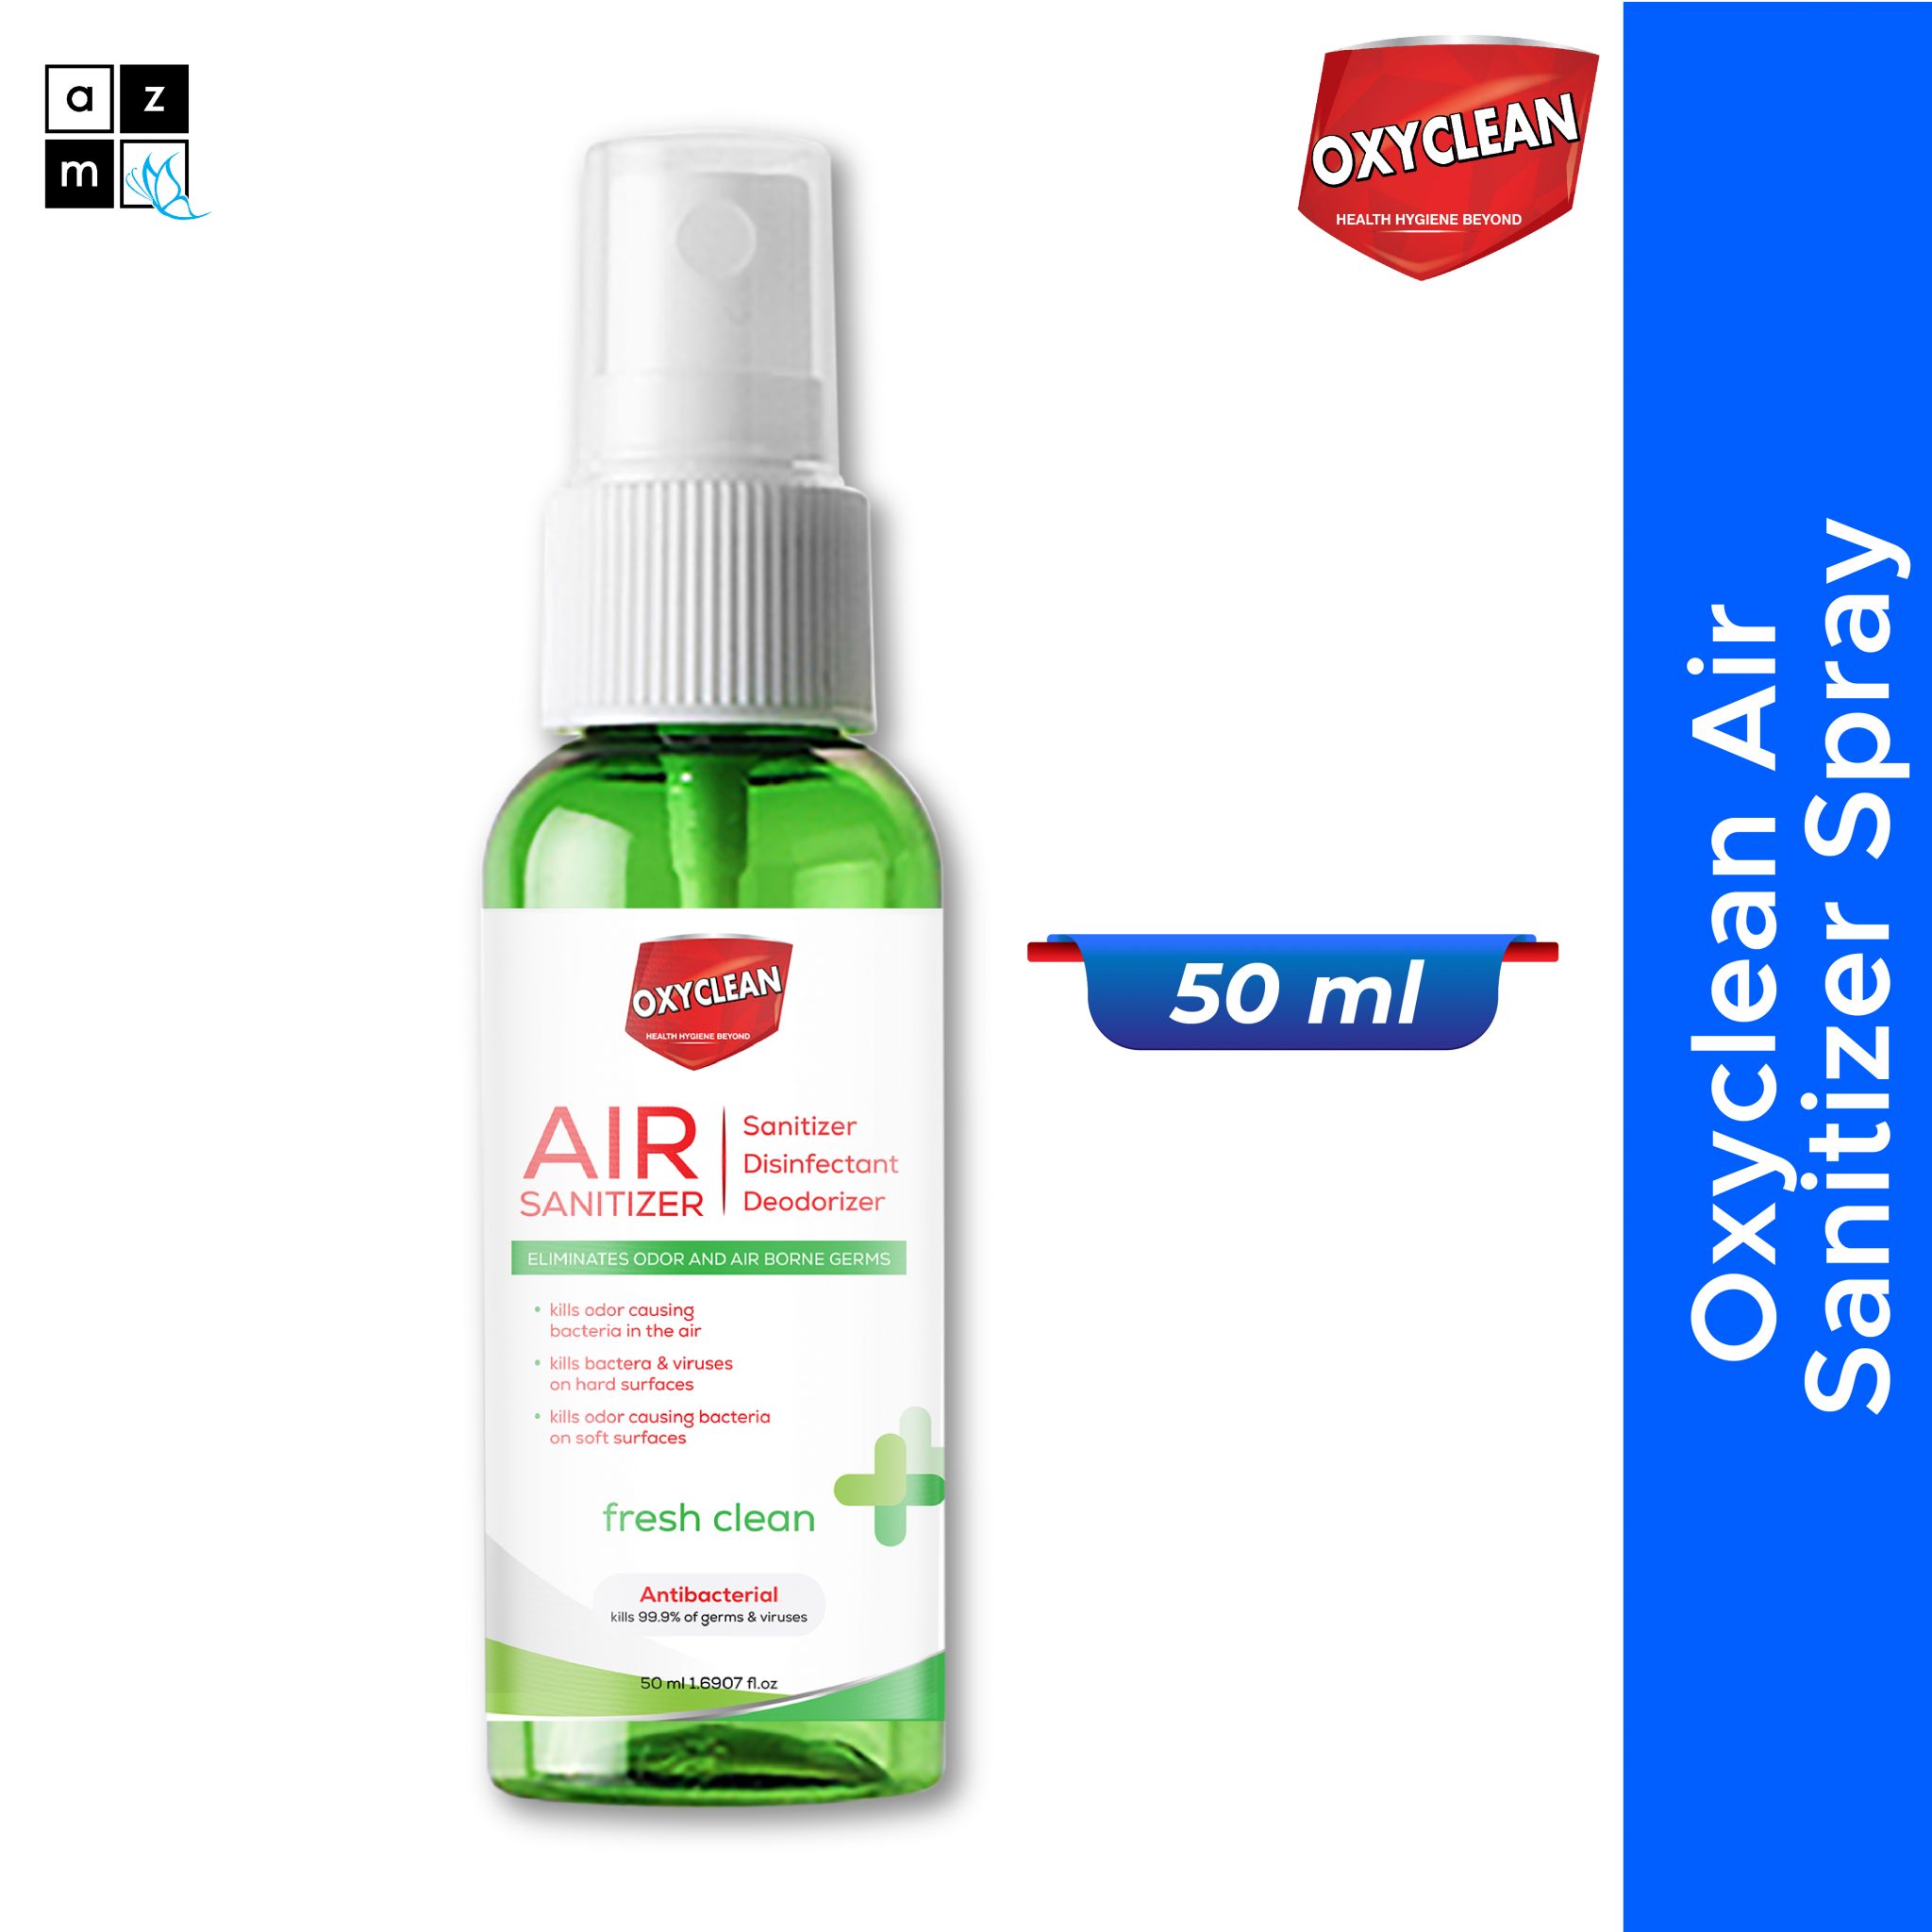 a z
m
OXYCLEAN
HEALTH HYGIENE BEYOND
OXYCLEAN
HEALTH HYGIENE BEYOND
AIR
SANITIZER
Sanitizer
Disinfectant
Deodorizer
ELIMINATES ODOR AND AIR BORNE GERMS
• kills odor causing
bacteria in the air
• kills bactera & viruses
on hard surfaces
• kills odor causing bacteria
on soft surfaces
fresh clean
Antibacterial
kills 99.9% of germs & viruses
50 ml 1.6907 fl.oz
50 ml
Oxyclean Air
Sanitizer Spray